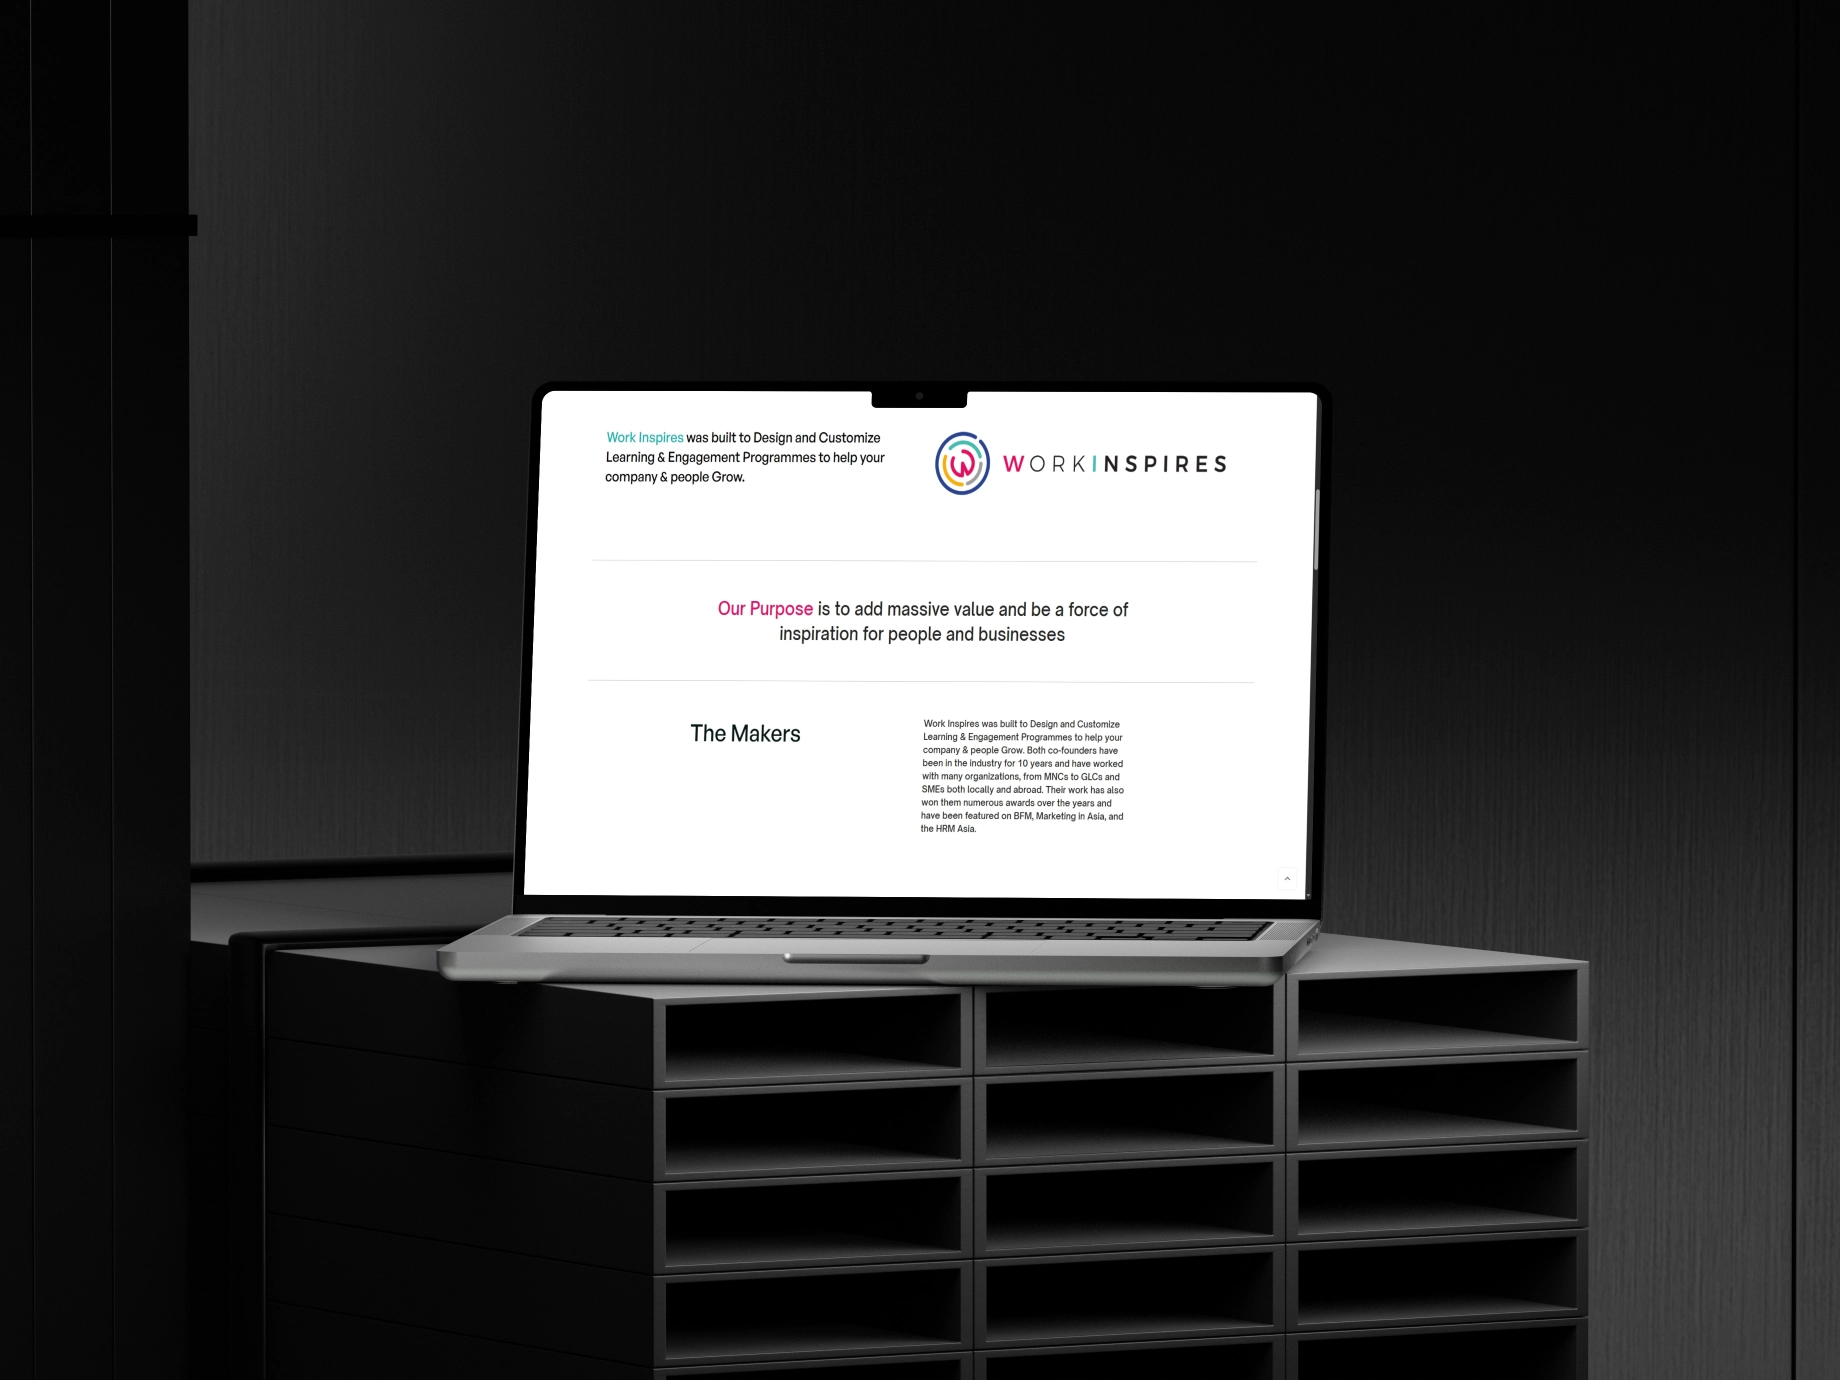 Work Inspires was built to Design and Customize
Learning & Engagement Programmes to help your
company & people Grow.
WORKINSPIRES
Our Purpose is to add massive value and be a force of
inspiration for people and businesses
The Makers
Work Inspires was built to Design and Customize
Learning & Engagement Programmes to help your
company & people Grow. Both co-founders have
been in the industry for 10 years and have worked
with many organizations, from MNCs to GLCs and
SMEs both locally and abroad. Their work has also
won them numerous awards over the years and
have been featured on BFM, Marketing in Asia, and
the HRM Asia.